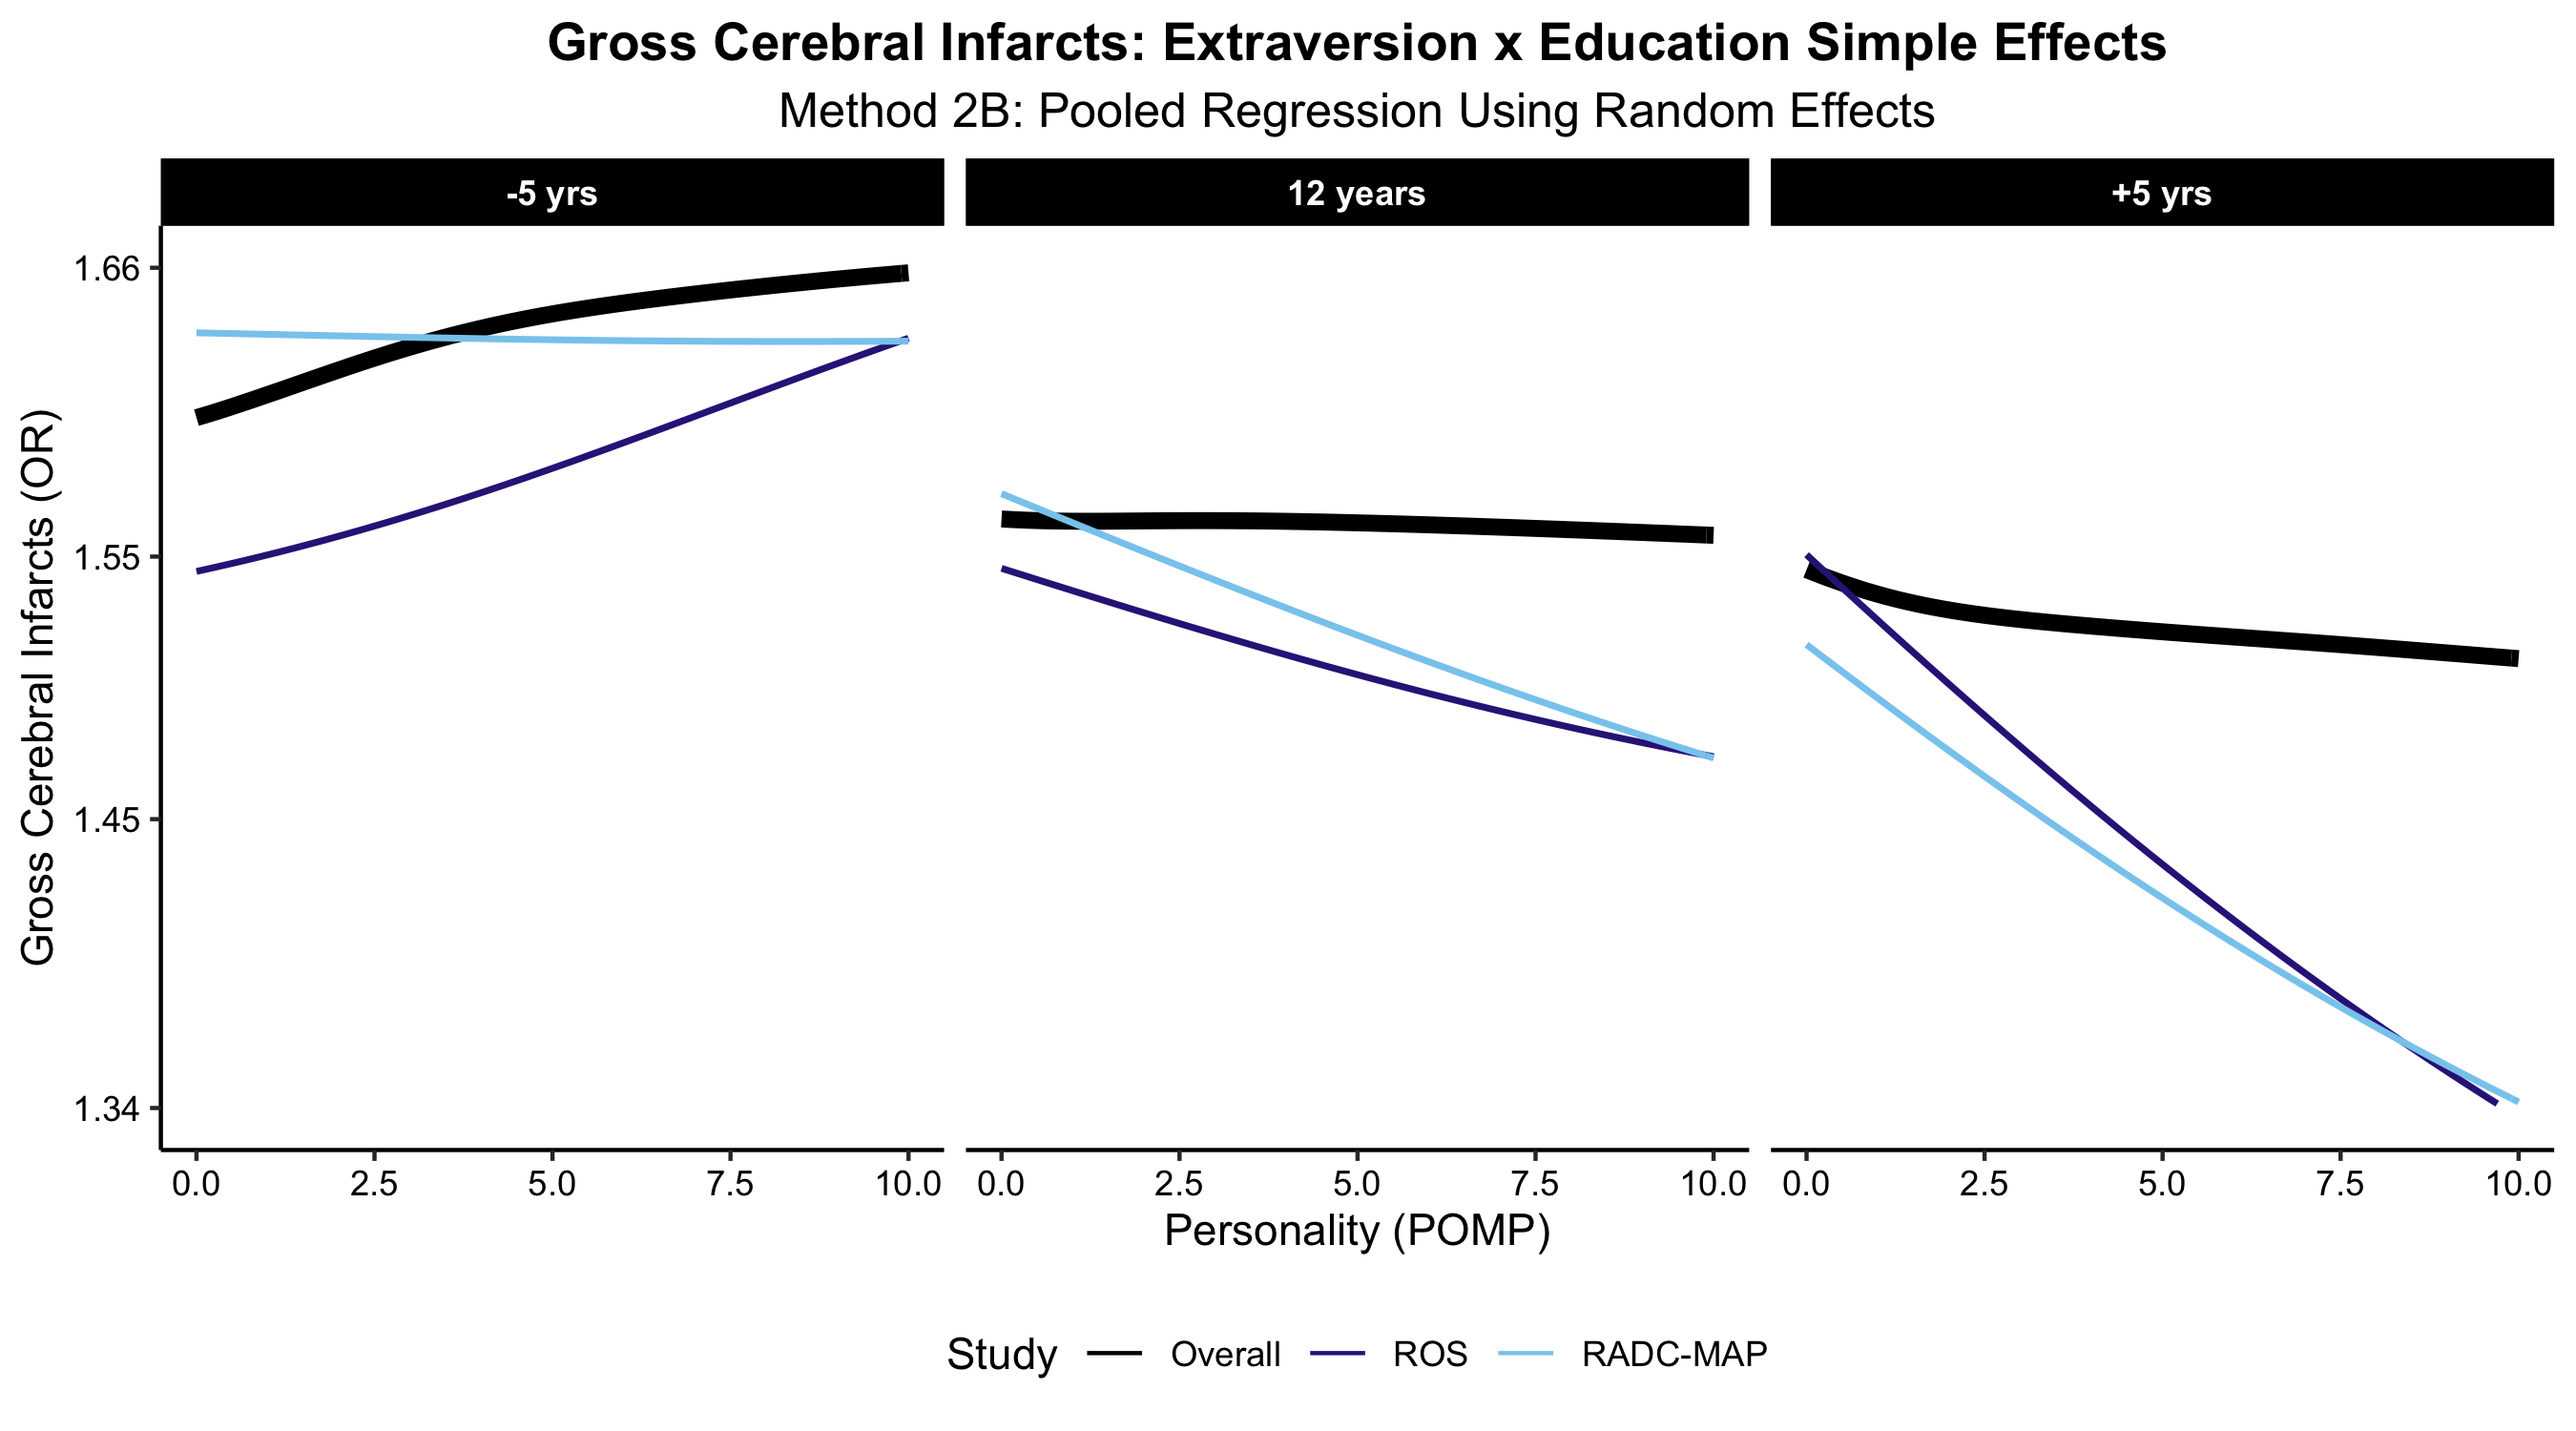 Gross Cerebral Infarcts: Extraversion x Education Simple Effects
Method 2B: Pooled Regression Using Random Effects
-5 yrs
12 years
+5 yrs
Gross Cerebral Infarcts (OR)
1.66
1.55
1.45
1.34
0.0 2.5 5.0 7.5 10.0
0.0 2.5 5.0 7.5 10.0
0.0 2.5 5.0 7.5 10.0
Personality (POMP)
Study Overall ROS RADC-MAP